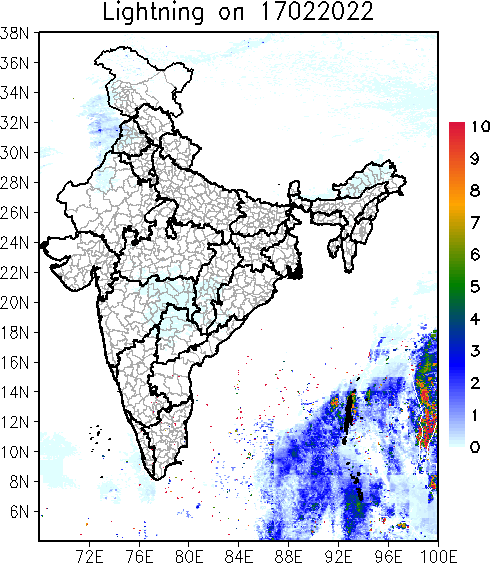 Lightning on 17022022
38N
36N
34N
32N
30N
28N
26N
24N
22N
20N
18N
16N
14N
12N
10N
8N
6N
72E 76E 80E 84E 88E 92E 96E 100E
10
9
8
7
6
5
4
3
2
1
0